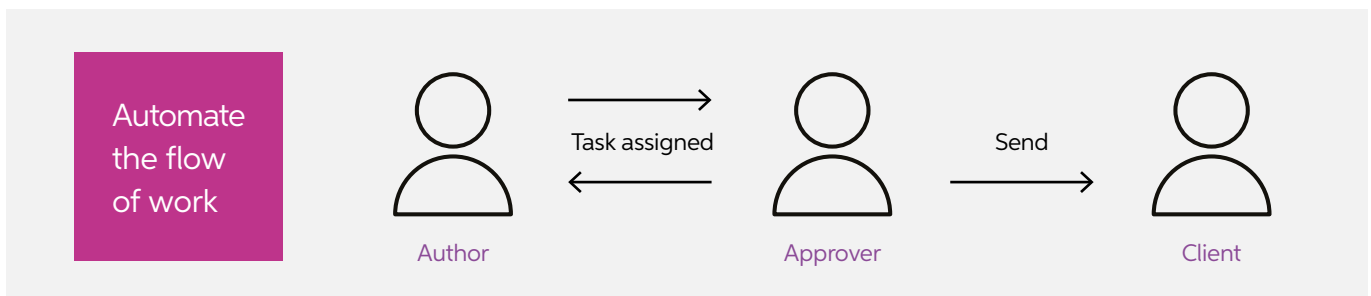 Automate
the flow
of work
Task assigned
Send
Author
Approver
Client